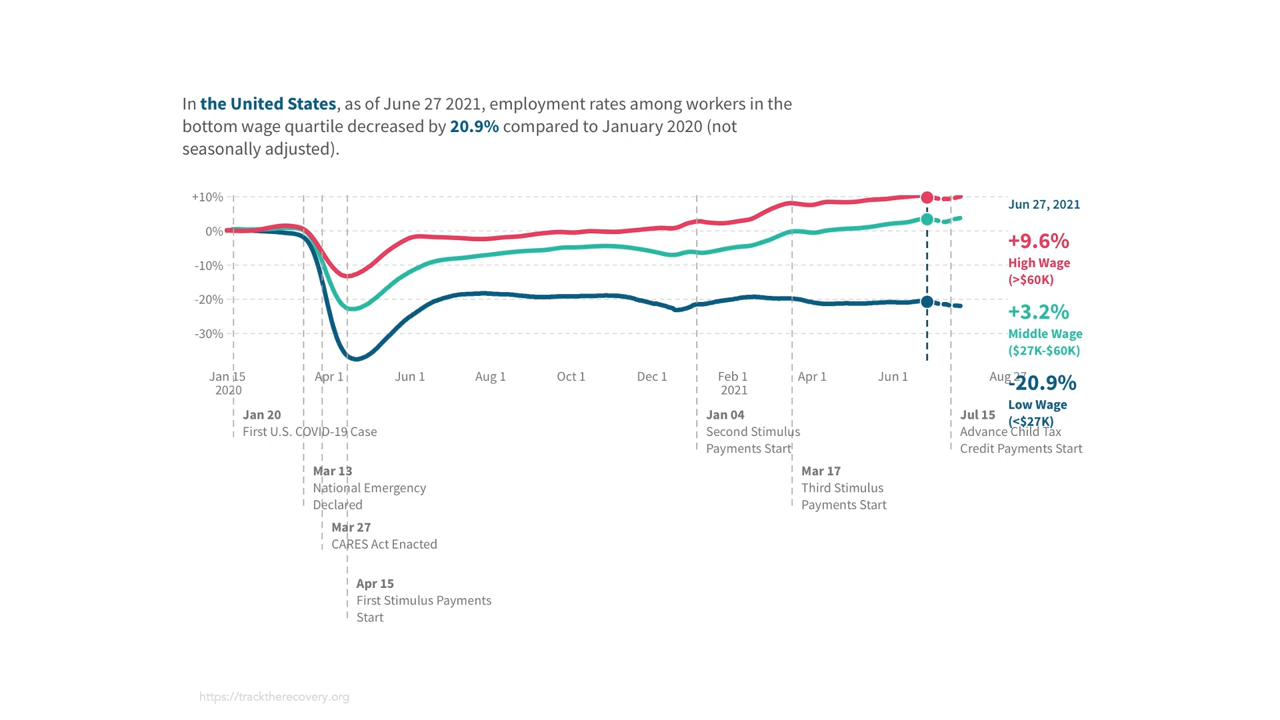 In the United States, as of June 27 2021, employment rates among workers in the
bottom wage quartile decreased by 20.9% compared to January 2020 (not
seasonally adjusted).
+10%
0%
-10%
-20%
-30%
Jan 15
2020
Apr 1
Jun 1
Aug 1
Oct 1
Dec 1
Feb 1
2021
Apr 1
Jun 1
Aug 27
Jun 27, 2021
+9.6%
High Wage
(>$60K)
+3.2%
Middle Wage
($27K-$60K)
-20.9%
Low Wage
(<$27K)
Jan 20
First U.S. COVID-19 Case
Mar 13
National Emergency
Declared
Mar 27
CARES Act Enacted
Apr 15
First Stimulus Payments
Start
Jan 04
Second Stimulus
Payments Start
Mar 17
Third Stimulus
Payments Start
Jul 15
Advance Child Tax
Credit Payments Start
https://tracktherecovery.org